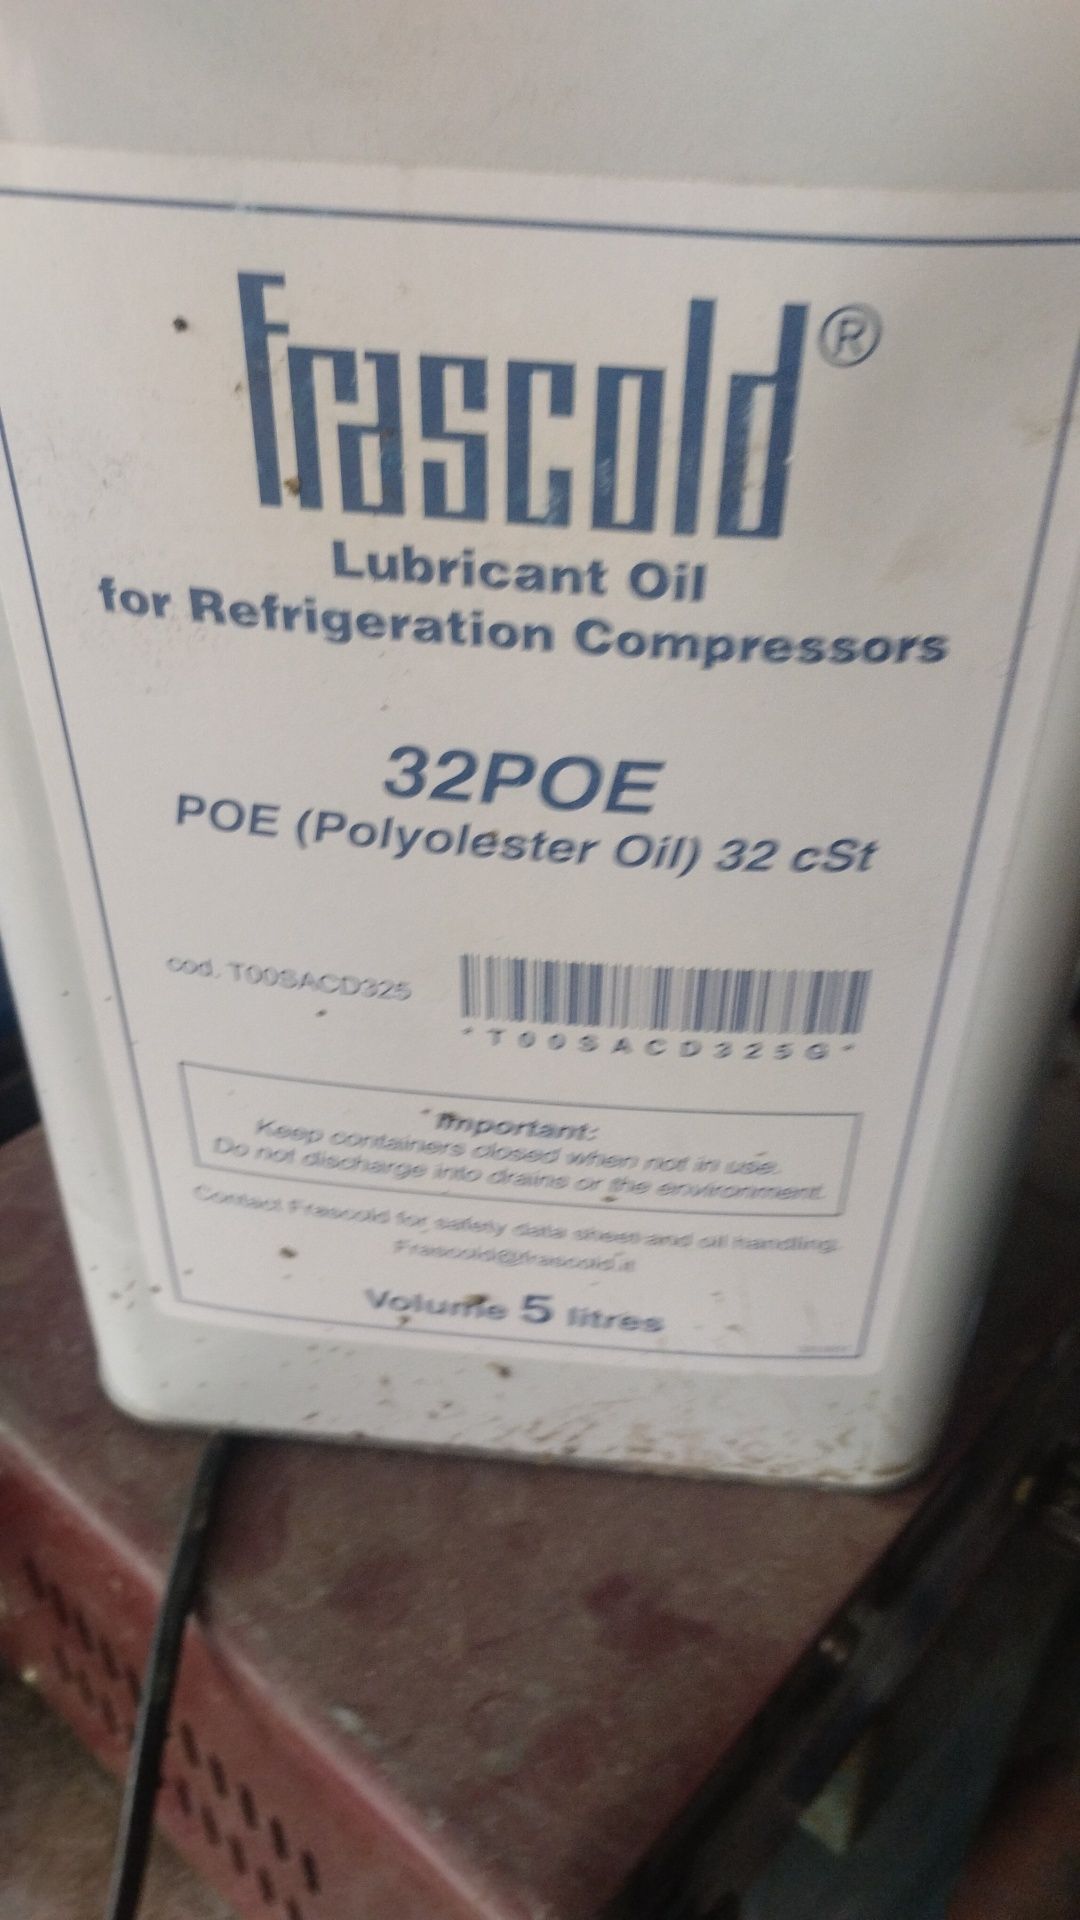 Frascold®
Lubricant Oil
for Refrigeration Compressors
32POE
POE (Polyolester Oil) 32 cSt
cod. T00SACD325
*T00SACD325G*
Important:
Keep containers closed when not in use.
Do not discharge into drains or the environment.
Contact Frascold for safety data sheet and oil handling.
Frascold@frascold.it
Volume 5 litres